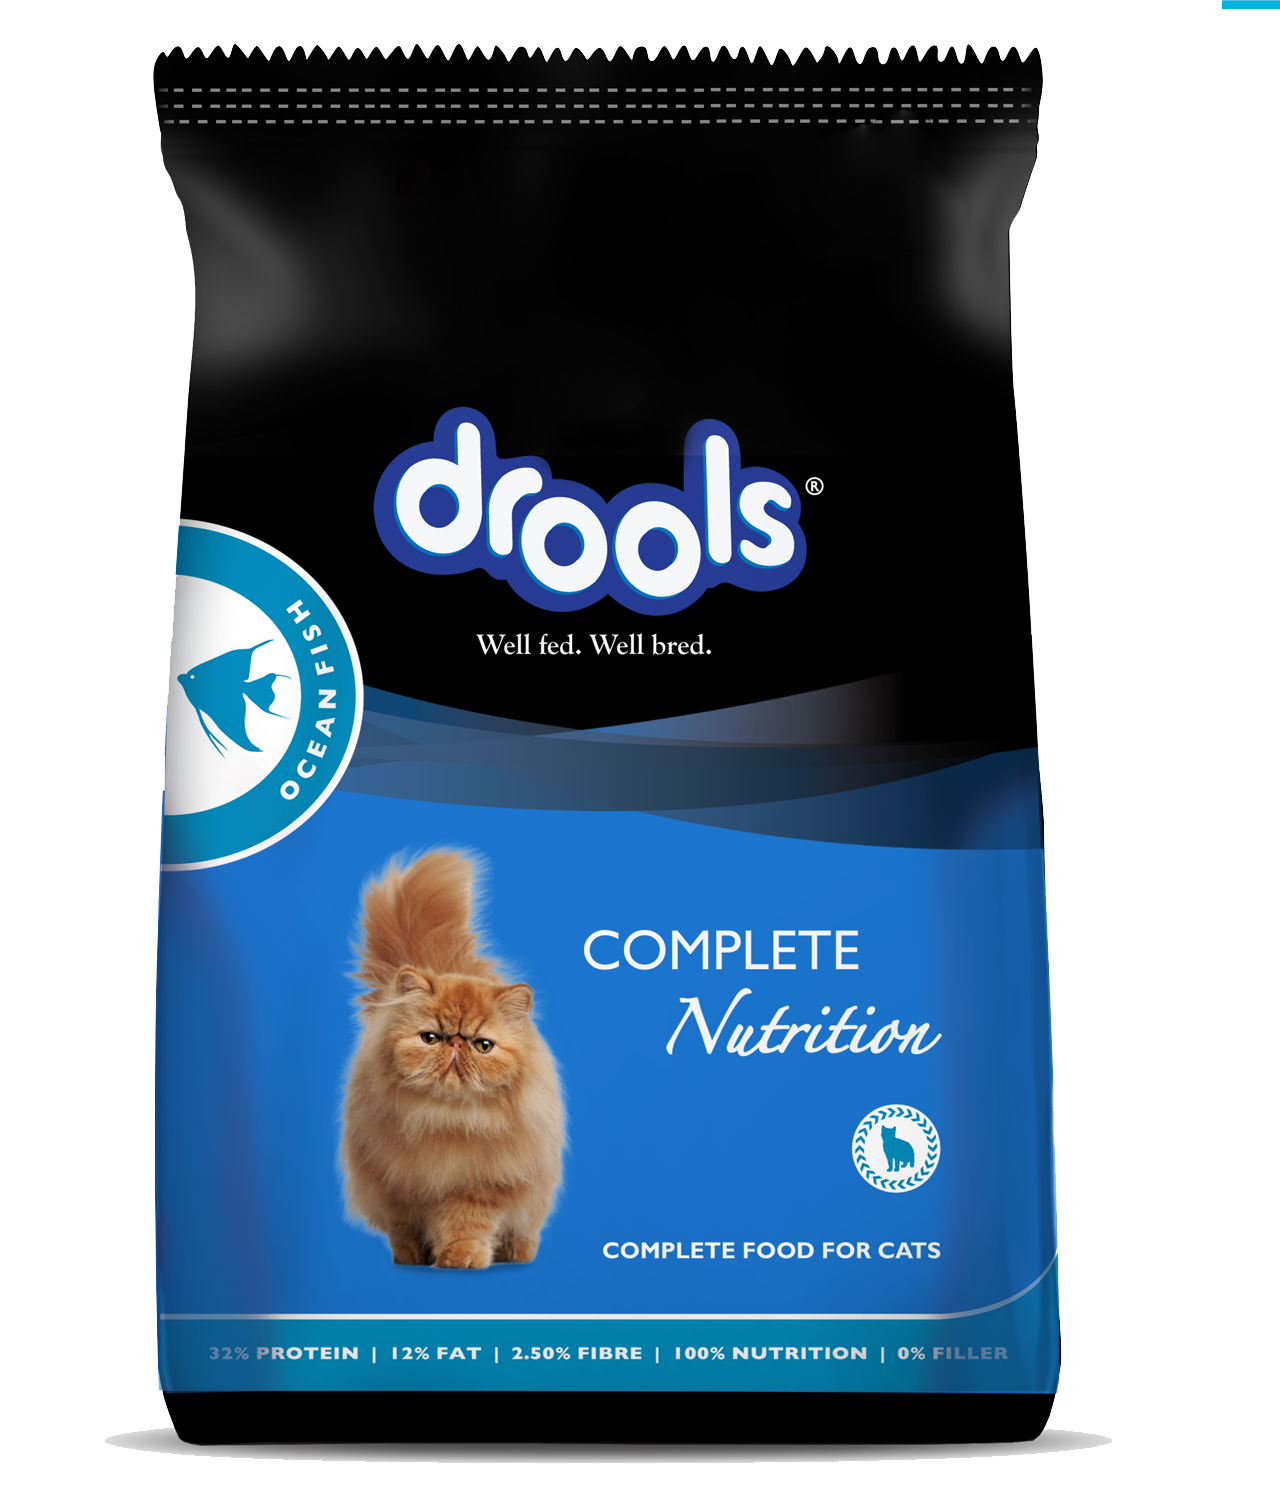 drools®
Well fed. Well bred.
OCEAN FISH
COMPLETE
Nutrition
COMPLETE FOOD FOR CATS
32% PROTEIN | 12% FAT | 2.50% FIBRE | 100% NUTRITION | 0% FILLER